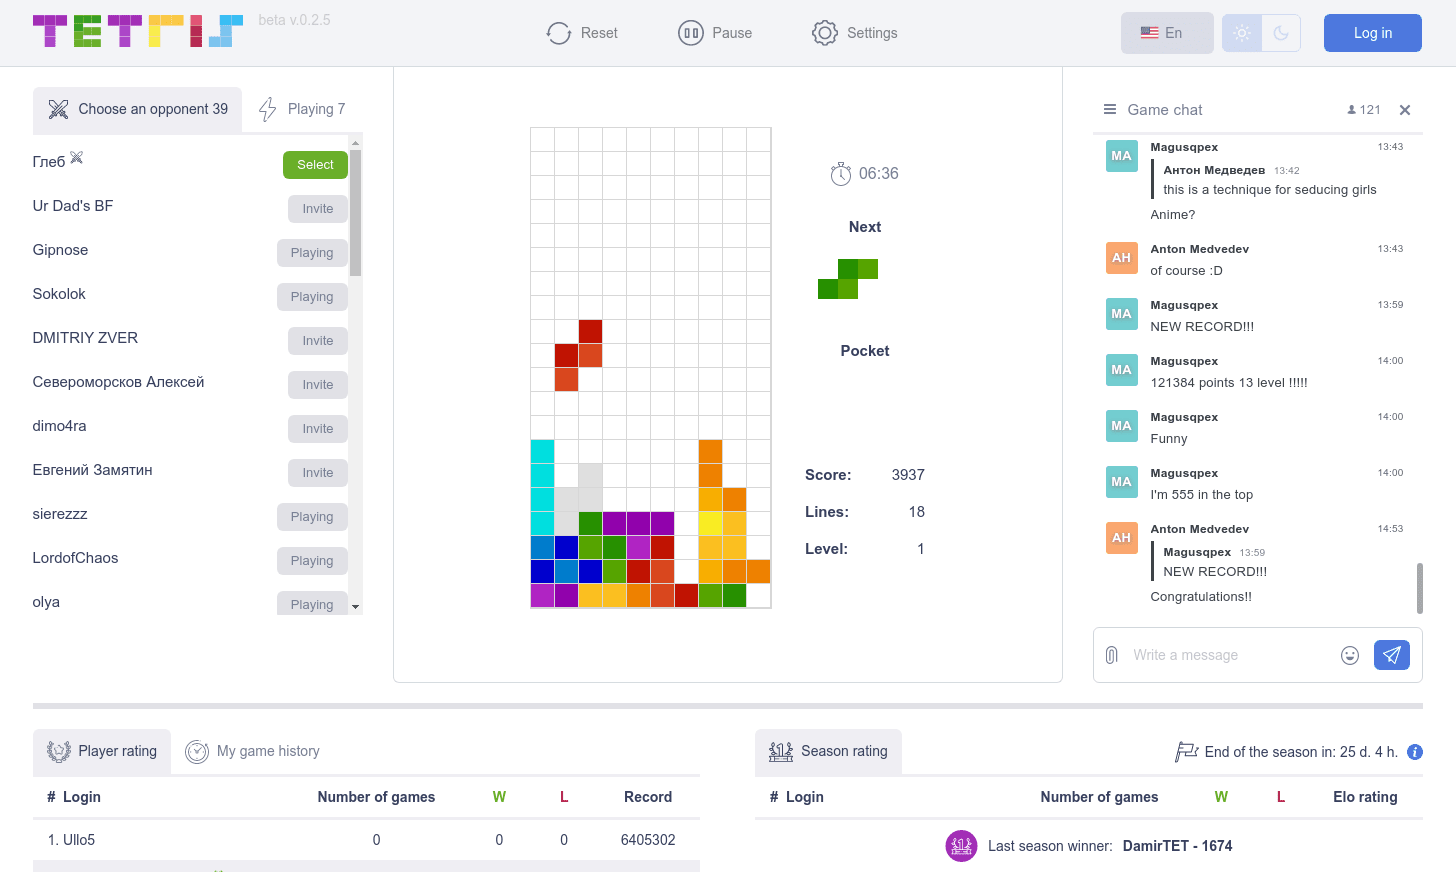 TETRIS
beta v.0.2.5
Reset
Pause
Settings
En
Log in
Choose an opponent 39
Playing 7
Глеб
Select
Ur Dad's BF
Invite
Gipnose
Playing
Sokolok
Playing
DMITRIY ZVER
Invite
Североморсков Алексей
Invite
dimo4ra
Invite
Евгений Замятин
Invite
sierezzz
Playing
LordofChaos
Playing
olya
Playing
06:36
Next
Pocket
Score: 3937
Lines: 18
Level: 1
Game chat
121
MA
Magusqpex 13:43
Антон Медведев 13:42
this is a technique for seducing girls
Anime?
AH
Anton Medvedev 13:43
of course :D
MA
Magusqpex 13:59
NEW RECORD!!!
MA
Magusqpex 14:00
121384 points 13 level !!!!!
MA
Magusqpex 14:00
Funny
MA
Magusqpex 14:00
I'm 555 in the top
AH
Anton Medvedev 14:53
Magusqpex 13:59
NEW RECORD!!!
Congratulations!!
Write a message
Player rating
My game history
# Login Number of games W L Record
1. Ullo5 0 0 0 6405302
Season rating
End of the season in: 25 d. 4 h.
i
# Login Number of games W L Elo rating
Last season winner: DamirTET - 1674